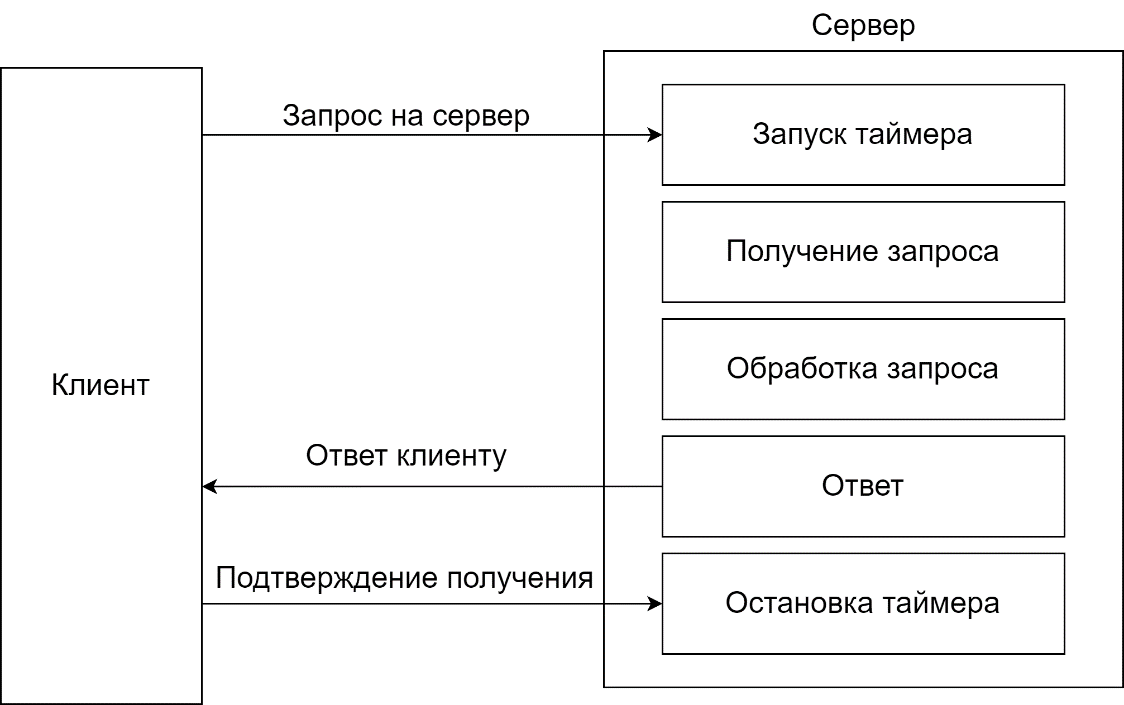 Сервер
Запрос на сервер
Запуск таймера
Получение запроса
Обработка запроса
Клиент
Ответ клиенту
Ответ
Подтверждение получения
Остановка таймера